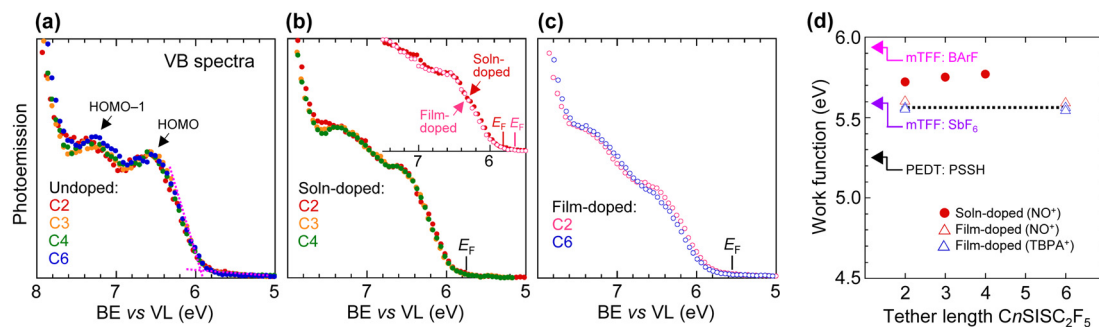 (a)
VB spectra
HOMO–1
HOMO
Undoped:
C2
C3
C4
C6
Photoemission
8 7 6 5
BE vs VL (eV)
(b)
Soln-
doped
Film-
doped
E_F E_F
7 6
Soln-doped:
C2
C3
C4
E_F
8 7 6 5
BE vs VL (eV)
(c)
Film-doped:
C2
C6
E_F
8 7 6 5
BE vs VL (eV)
(d)
6.0
5.5
5.0
4.5
Work function (eV)
mTFF: BArF
mTFF: SbF₆
PEDT: PSSH
Soln-doped (NO⁺)
Film-doped (NO⁺)
Film-doped (TBPA⁺)
2 3 4 5 6
Tether length CnSISC₂F₅